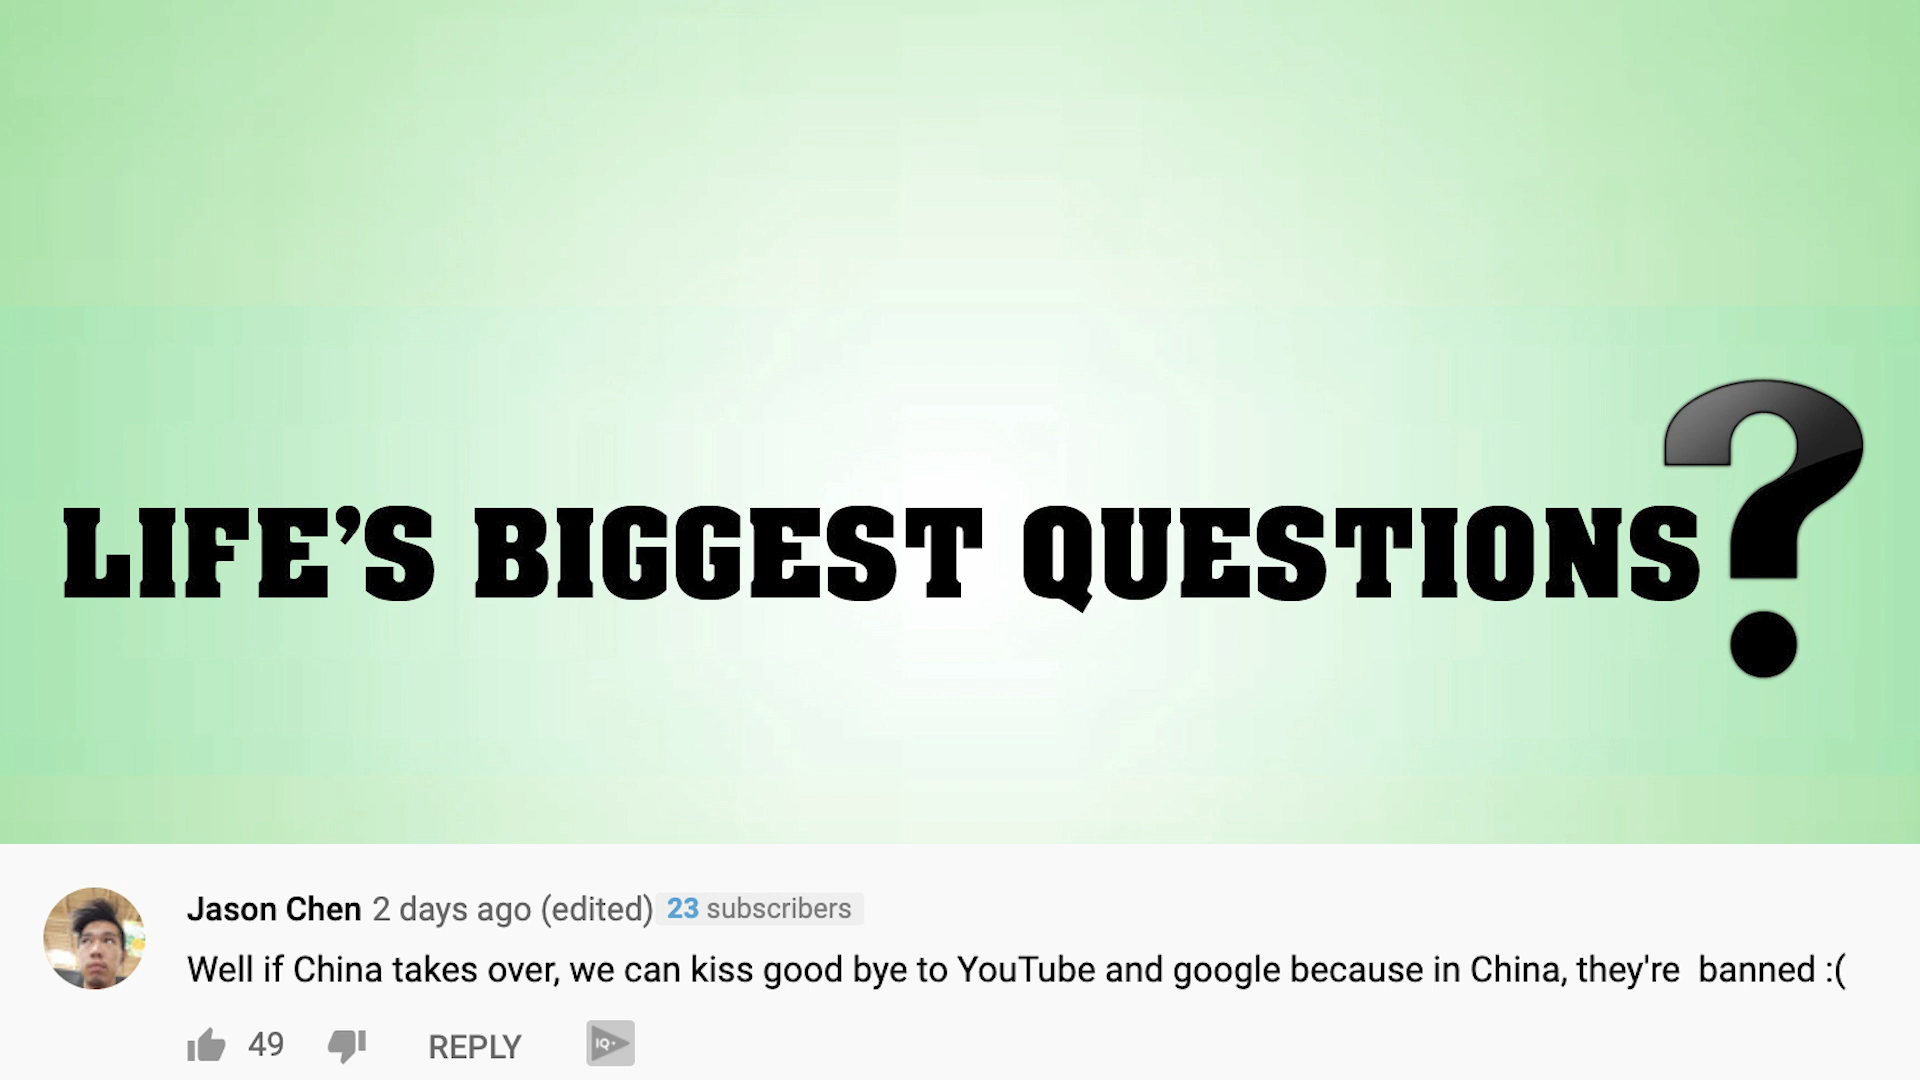 LIFE'S BIGGEST QUESTIONS?
Jason Chen 2 days ago (edited) 23 subscribers
Well if China takes over, we can kiss good bye to YouTube and google because in China, they're  banned :(
49 REPLY IQ+